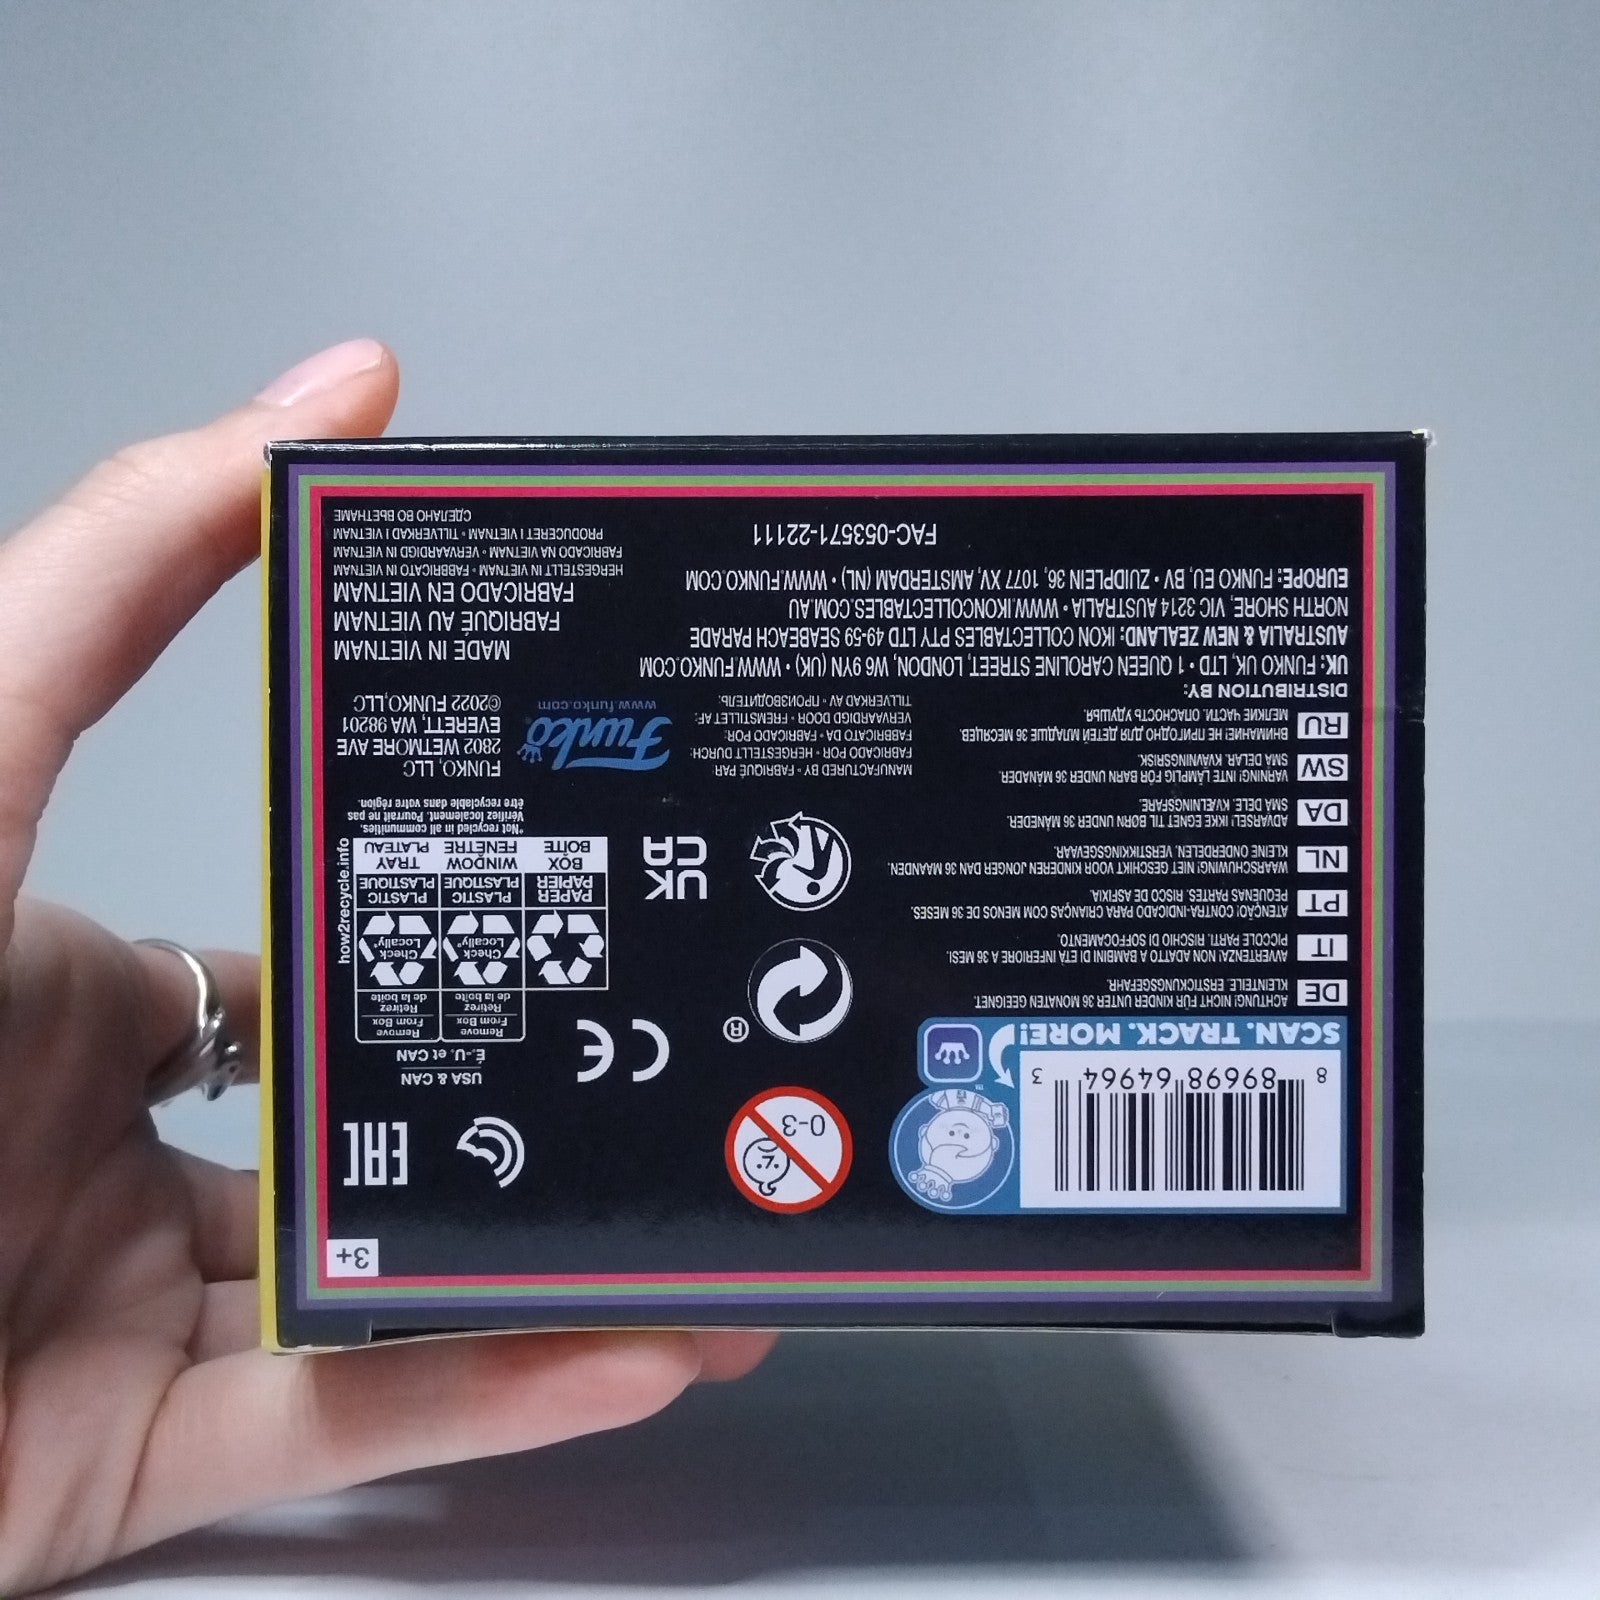 3+
8 89698 64964 3
SCAN. TRACK. MORE!
™
0-3
EAC
USA & CAN
É.-U. et CAN
CE
®
Remove
From Box
Retirez
de la boîte
Remove
From Box
Retirez
de la boîte
Check
Locally*
Check
Locally*
PAPER
PAPIER
PLASTIC
PLASTIQUE
PLASTIC
PLASTIQUE
BOX
BOÎTE
WINDOW
FENÊTRE
TRAY
PLATEAU
how2recycle.info
*Not recycled in all communities.
Vérifiez localement. Pourrait ne pas
être recyclable dans votre région.
UK
CA
DE
ACHTUNG! NICHT FÜR KINDER UNTER 36 MONATEN GEEIGNET.
KLEINTEILE. ERSTICKUNGSGEFAHR.
IT
AVERTENZA! NON ADATTO A BAMBINI DI ETÀ INFERIORE A 36 MESI.
PICCOLE PARTI. RISCHIO DI SOFFOCAMENTO.
PT
ATENÇÃO! CONTRA-INDICADO PARA CRIANÇAS COM MENOS DE 36 MESES.
PEQUENAS PARTES. RISCO DE ASFIXIA.
NL
WAARSCHUWING! NIET GESCHIKT VOOR KINDEREN JONGER DAN 36 MAANDEN.
KLEINE ONDERDELEN. VERSTIKKINGSGEVAAR.
DA
ADVARSEL! IKKE EGNET TIL BØRN UNDER 36 MÅNEDER.
SMÅ DELE. KVÆLNINGSFARE.
SW
VARNING! INTE LÄMPLIG FÖR BARN UNDER 36 MÅNADER.
SMÅ DELAR. KVÄVNINGSRISK.
RU
ВНИМАНИЕ! НЕ ПРИГОДНО ДЛЯ ДЕТЕЙ МЛАДШЕ 36 МЕСЯЦЕВ.
МЕЛКИЕ ЧАСТИ. ОПАСНОСТЬ УДУШЬЯ.
MANUFACTURED BY • FABRIQUÉ PAR:
FABRICADO POR • HERGESTELLT DURCH:
FABBRICATO DA • FABRICADO POR:
VERVAARDIGD DOOR • FREMSTILLET AF:
TILLVERKAD AV • ПРОИЗВОДИТЕЛЬ:
Funko
www.funko.com
FUNKO, LLC
2802 WETMORE AVE
EVERETT, WA 98201
©2022 FUNKO, LLC
DISTRIBUTION BY:
UK: FUNKO UK, LTD • 1 QUEEN CAROLINE STREET, LONDON, W6 9YN (UK) • WWW.FUNKO.COM
AUSTRALIA & NEW ZEALAND: IKON COLLECTABLES PTY LTD 49-59 SEABEACH PARADE
NORTH SHORE, VIC 3214 AUSTRALIA • WWW.IKONCOLLECTABLES.COM.AU
EUROPE: FUNKO EU, BV • ZUIDPLEIN 36, 1077 XV, AMSTERDAM (NL) • WWW.FUNKO.COM
MADE IN VIETNAM
FABRIQUÉ AU VIETNAM
FABRICADO EN VIETNAM
HERGESTELLT IN VIETNAM • FABBRICATO IN VIETNAM
FABRICADO NA VIETNAM • VERVAARDIGD IN VIETNAM
PRODUCERET I VIETNAM • TILLVERKAD I VIETNAM
СДЕЛАНО ВО ВЬЕТНАМЕ
FAC-053571-22111